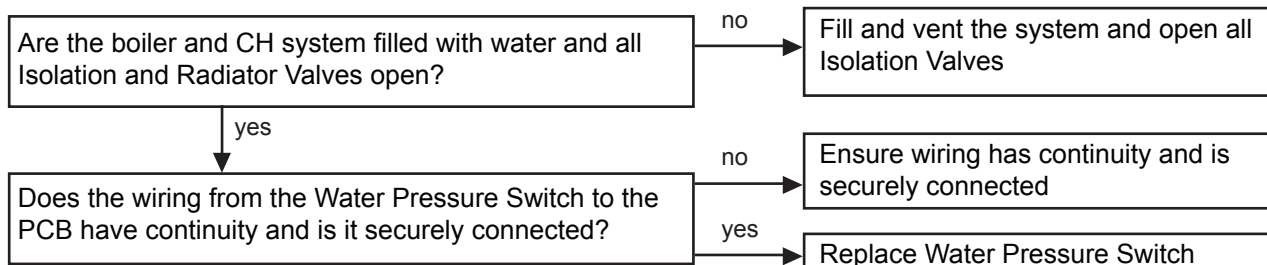 Are the boiler and CH system filled with water and all
Isolation and Radiator Valves open?
no
Fill and vent the system and open all
Isolation Valves
yes
Does the wiring from the Water Pressure Switch to the
PCB have continuity and is it securely connected?
no
Ensure wiring has continuity and is
securely connected
yes
Replace Water Pressure Switch